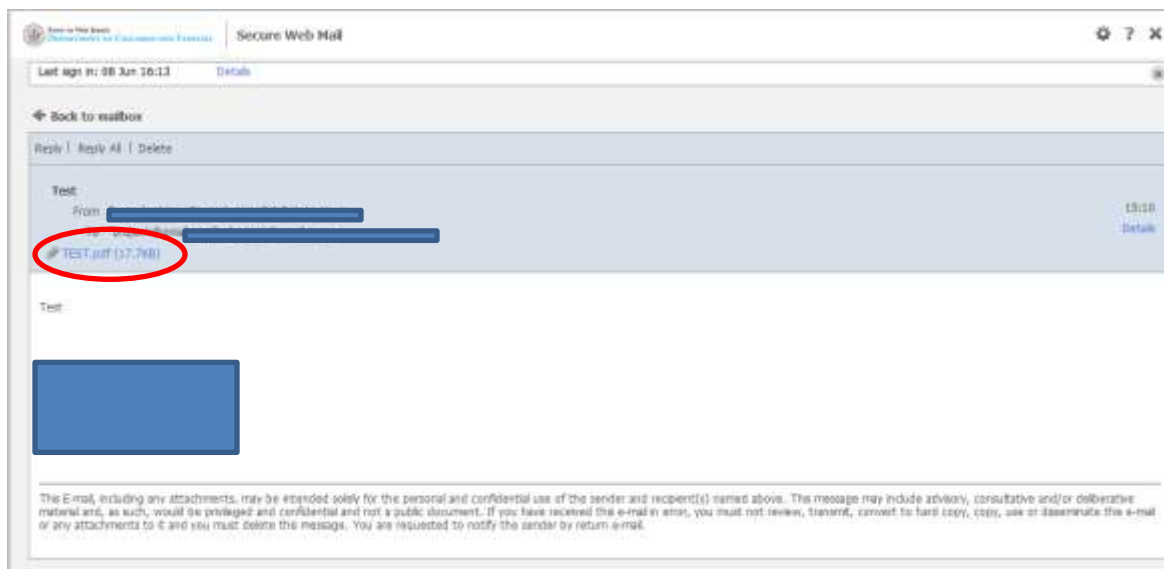 Secure Web Mail
? X
Last sign in: 08 Jun 16:13 Details
Back to mailbox
Reply | Reply All | Delete
Test
From
15:10
To
Details
TEST.pdf (17.7KB)
Test
This E-mail, including any attachments, may be intended solely for the personal and confidential use of the sender and recipient(s) named above. This message may include advisory, consultative and/or deliberative
material and, as such, would be privileged and confidential and not a public document. If you have received this e-mail in error, you must not review, transmit, convert to hard copy, copy, use or disseminate this e-mail
or any attachments to it and you must delete this message. You are requested to notify the sender by return e-mail.